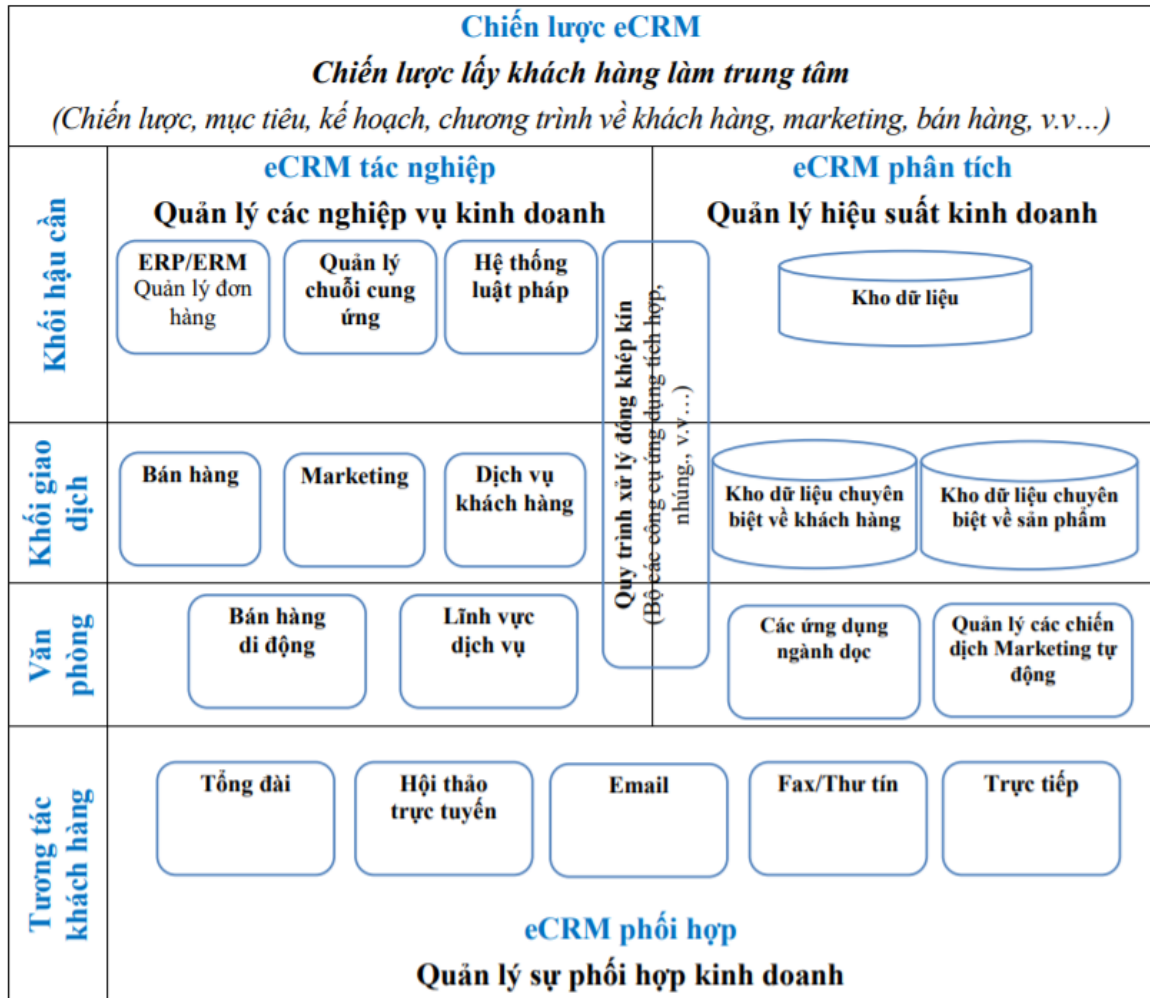 Chiến lược eCRM
Chiến lược lấy khách hàng làm trung tâm
(Chiến lược, mục tiêu, kế hoạch, chương trình về khách hàng, marketing, bán hàng, v.v…)
Khối hậu cần
eCRM tác nghiệp
Quản lý các nghiệp vụ kinh doanh
ERP/ERM
Quản lý đơn
hàng
Quản lý
chuỗi cung
ứng
Hệ thống
luật pháp
Quy trình xử lý đóng khép kín
(Bộ các công cụ ứng dụng tích hợp,
nhúng., v.v…)
eCRM phân tích
Quản lý hiệu suất kinh doanh
Kho dữ liệu
Khối giao
dịch
Bán hàng
Marketing
Dịch vụ
khách hàng
Kho dữ liệu chuyên
biệt về khách hàng
Kho dữ liệu chuyên
biệt về sản phẩm
Văn
phòng
Bán hàng
di động
Lĩnh vực
dịch vụ
Các ứng dụng
ngành dọc
Quản lý các chiến
dịch Marketing tự
động
Tương tác
khách hàng
Tổng đài
Hội thảo
trực tuyến
Email
Fax/Thư tín
Trực tiếp
eCRM phối hợp
Quản lý sự phối hợp kinh doanh